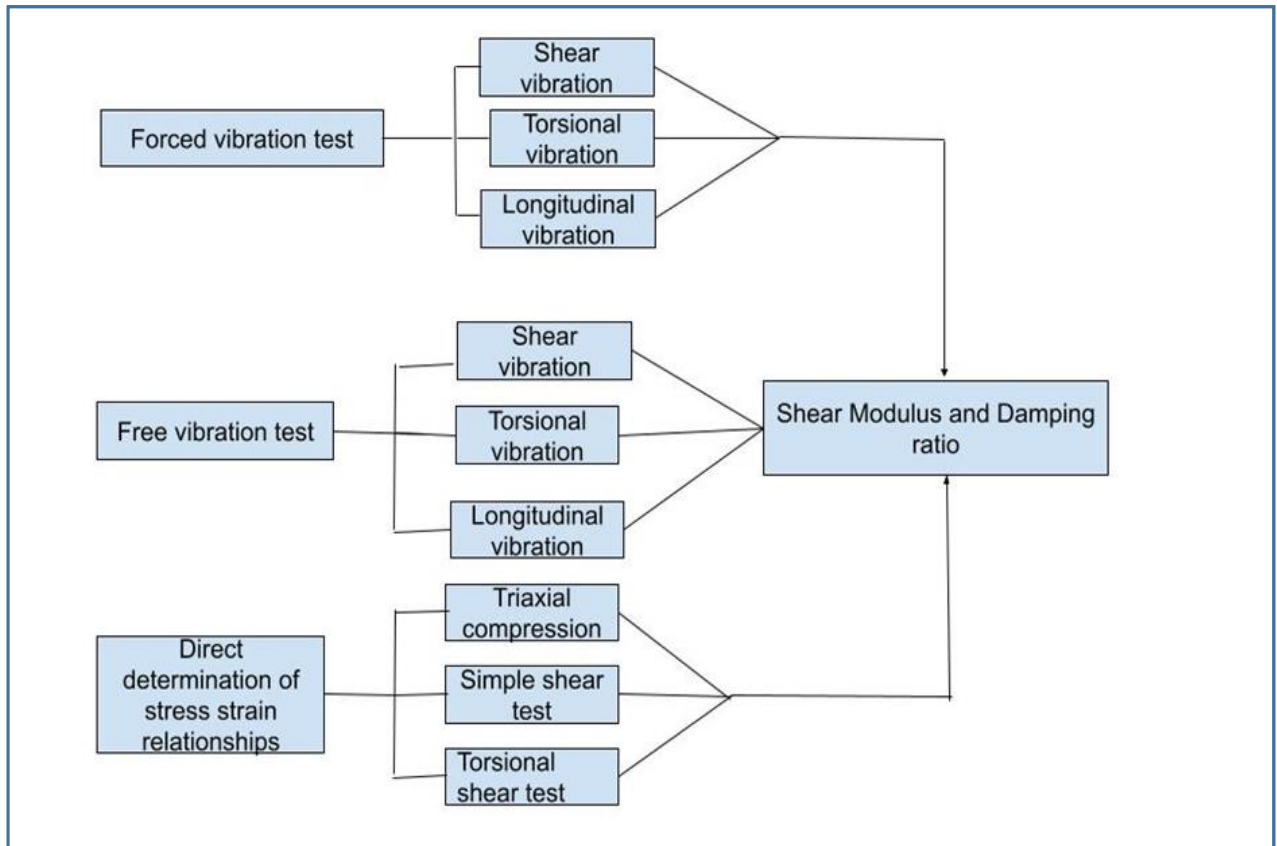 Shear
vibration
Forced vibration test
Torsional
vibration
Longitudinal
vibration
Shear
vibration
Free vibration test
Torsional
vibration
Longitudinal
vibration
Shear Modulus and Damping
ratio
Direct
determination of
stress strain
relationships
Triaxial
compression
Simple shear
test
Torsional
shear test